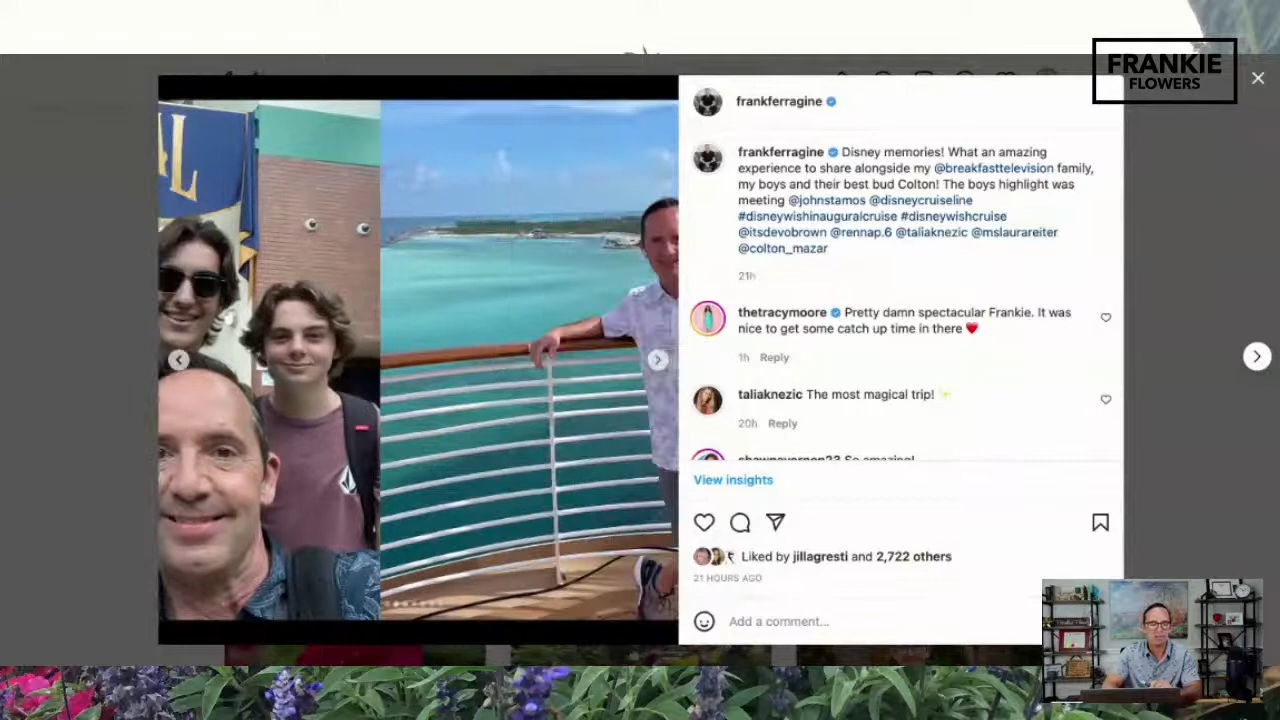 FRANKIE
FLOWERS
frankferragine
AL
frankferragine Disney memories! What an amazing
experience to share alongside my @breakfasttelevision family,
my boys and their best bud Colton! The boys highlight was
meeting @johnstamos @disneycruiseline
#disneywishinauguralcruise #disneywishcruise
@itsdevobrown @rennap.6 @taliaknezic @mslaurareiter
@colton_mazar
21h
thetracymoore Pretty damn spectacular Frankie. It was
nice to get some catch up time in there
1h Reply
taliaknezic The most magical trip!
20h Reply
shawnavernon23 So amazing!
View insights
Liked by jillagresti and 2,722 others
21 HOURS AGO
Add a comment...